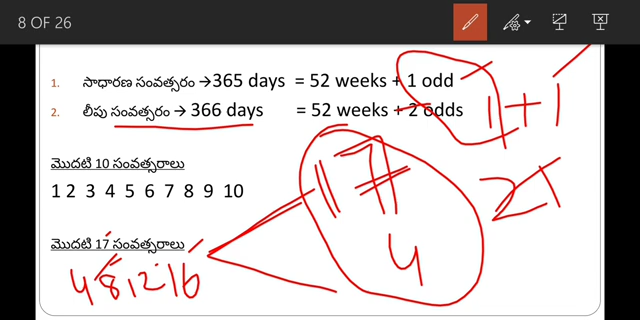 8 OF 26
1. సాధారణ సంవత్సరం →365 days = 52 weeks + 1 odd
2. లీపు సంవత్సరం → 366 days = 52 weeks + 2 odds
1 + 1
మొదటి 10 సంవత్సరాలు
1 2 3 4 5 6 7 8 9 10
17
21
4
మొదటి 17 సంవత్సరాలు
4 8 12 16